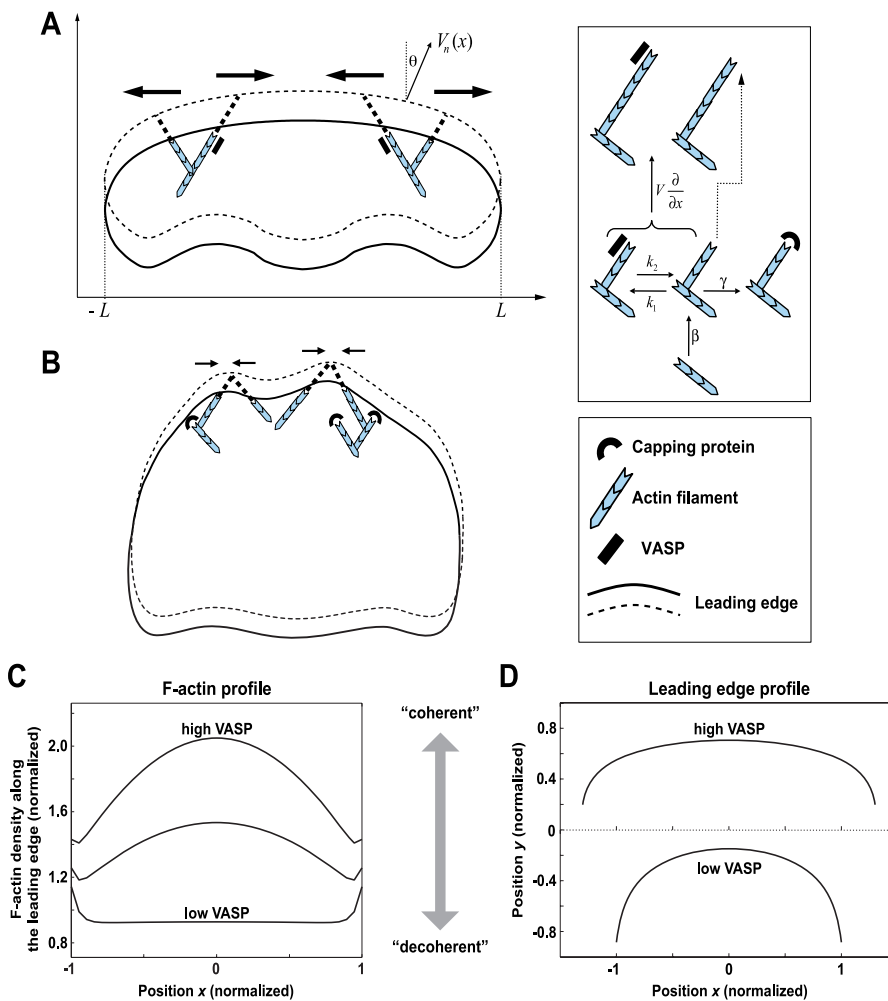 A
V_n(x)
θ
- L
L
V ∂/∂x
k_2
k_1
γ
β
B
Capping protein
Actin filament
VASP
Leading edge
C
F-actin profile
F-actin density along
the leading edge (normalized)
2.0
1.6
1.2
0.8
high VASP
low VASP
-1
0
1
Position x (normalized)
“coherent”
“decoherent”
D
Leading edge profile
Position y (normalized)
0.8
0.4
0
-0.4
-0.8
high VASP
low VASP
-1
0
1
Position x (normalized)